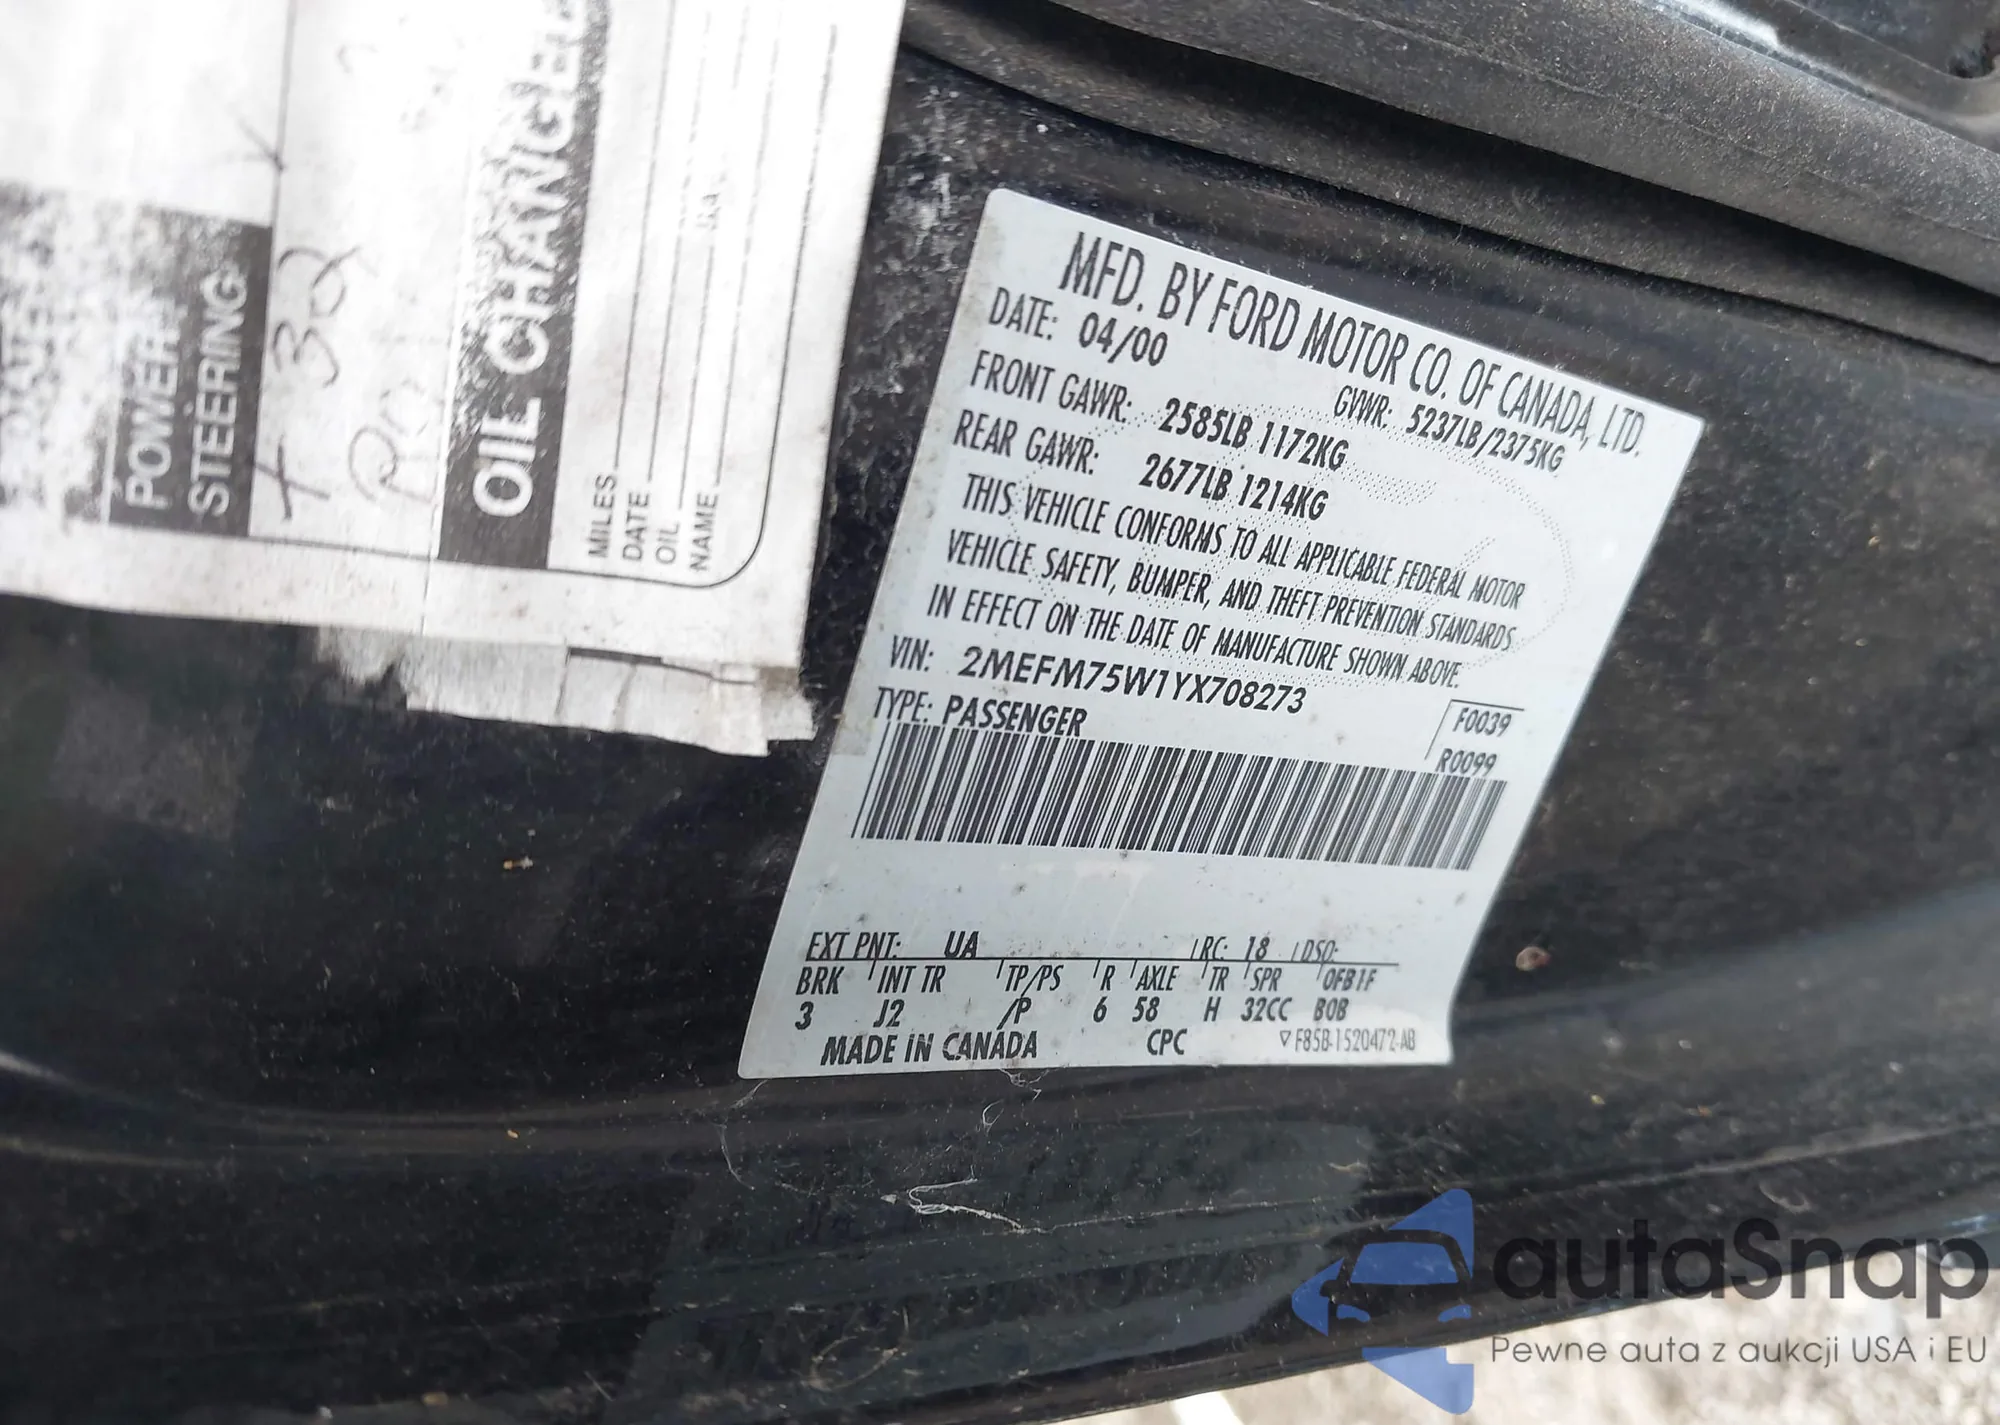 POWER
STEERING
OIL CHANGE
MILES
DATE
OIL
NAME
MFD. BY FORD MOTOR CO. OF CANADA, LTD.
DATE: 04/00
GVWR: 5237LB/2375KG
FRONT GAWR: 2585LB 1172KG
REAR GAWR: 2677LB 1214KG
THIS VEHICLE CONFORMS TO ALL APPLICABLE FEDERAL MOTOR
VEHICLE SAFETY, BUMPER, AND THEFT PREVENTION STANDARDS
IN EFFECT ON THE DATE OF MANUFACTURE SHOWN ABOVE.
VIN: 2MEFM75W1YX708273
TYPE: PASSENGER
F0039
R0099
EXT PNT: UA RC: 18 DSO:
BRK INT TR TP/PS R AXLE TR SPR
3 J2 /P 6 58 H 32CC B0B
MADE IN CANADA CPC F85B-1520472-AB
autaSnap
Pewne auta z aukcji USA i EU